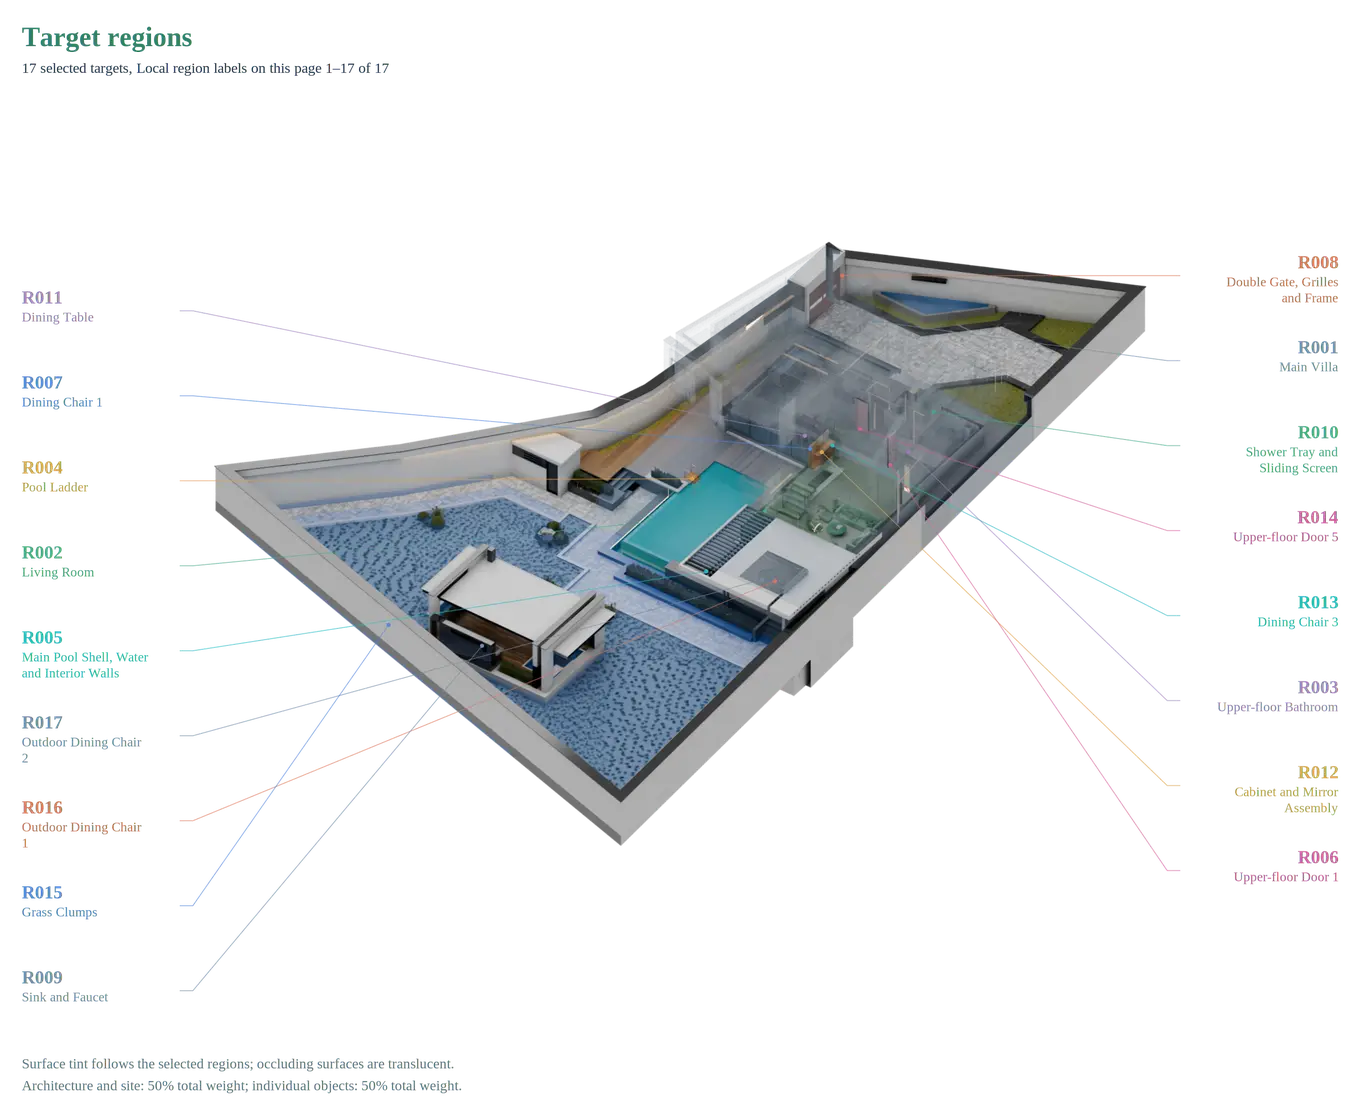 Target regions
17 selected targets, Local region labels on this page 1–17 of 17
R011
Dining Table
R007
Dining Chair 1
R004
Pool Ladder
R002
Living Room
R005
Main Pool Shell, Water
and Interior Walls
R017
Outdoor Dining Chair
2
R016
Outdoor Dining Chair
1
R015
Grass Clumps
R009
Sink and Faucet
R008
Double Gate, Grilles
and Frame
R001
Main Villa
R010
Shower Tray and
Sliding Screen
R014
Upper-floor Door 5
R013
Dining Chair 3
R003
Upper-floor Bathroom
R012
Cabinet and Mirror
Assembly
R006
Upper-floor Door 1
Surface tint follows the selected regions; occluding surfaces are translucent.
Architecture and site: 50% total weight; individual objects: 50% total weight.